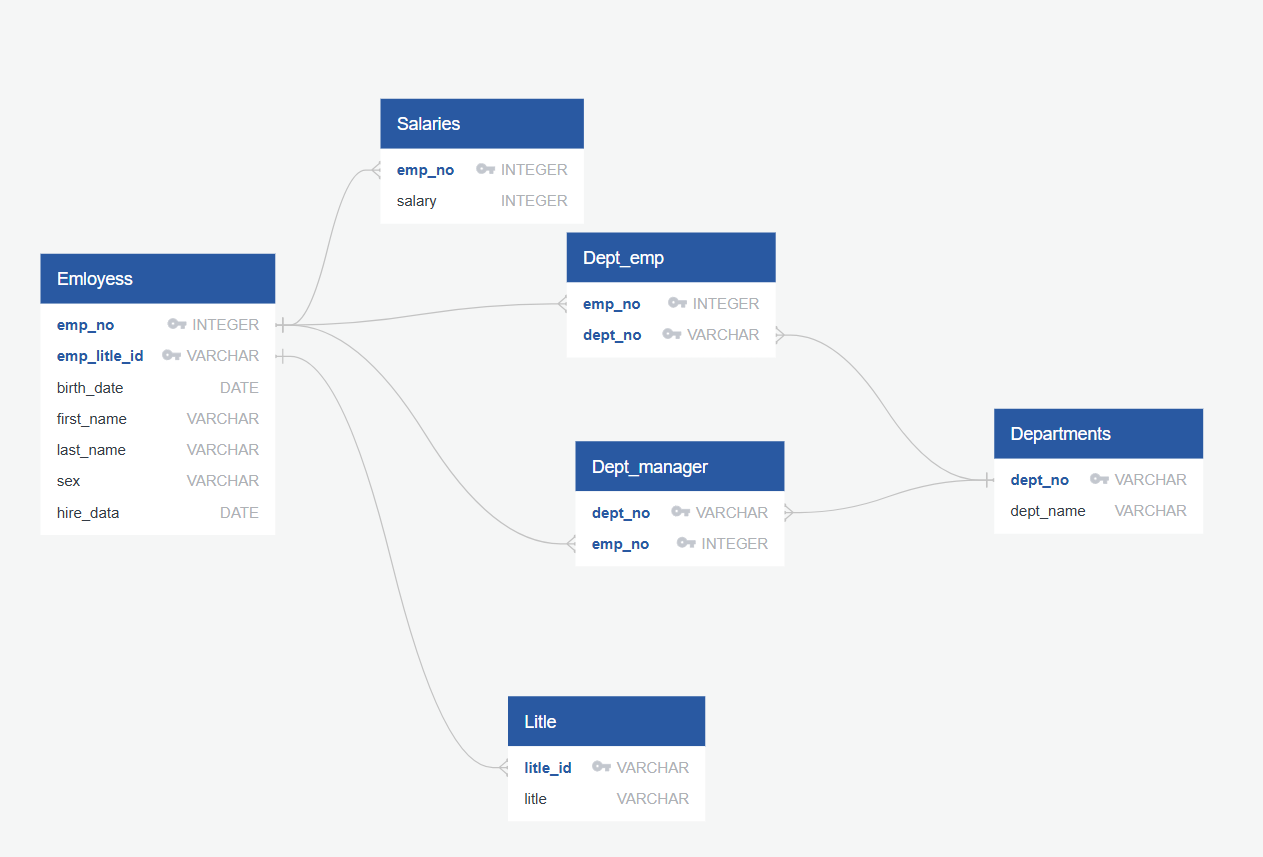 Salaries
emp_no INTEGER
salary INTEGER
Dept_emp
emp_no INTEGER
dept_no VARCHAR
Emloyess
emp_no INTEGER
emp_litle_id VARCHAR
birth_date DATE
first_name VARCHAR
last_name VARCHAR
sex VARCHAR
hire_data DATE
Dept_manager
dept_no VARCHAR
emp_no INTEGER
Departments
dept_no VARCHAR
dept_name VARCHAR
Litle
litle_id VARCHAR
litle VARCHAR